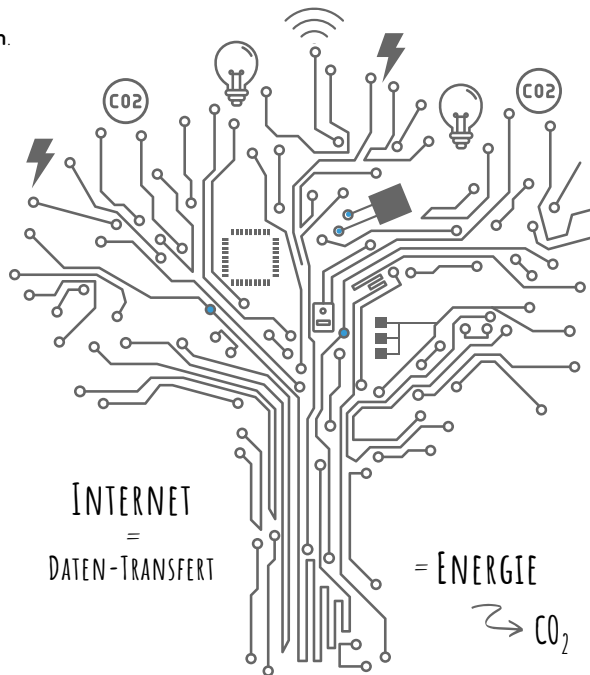 n.
CO2
CO2
INTERNET
=
DATEN-TRANSFERT
= ENERGIE
CO₂